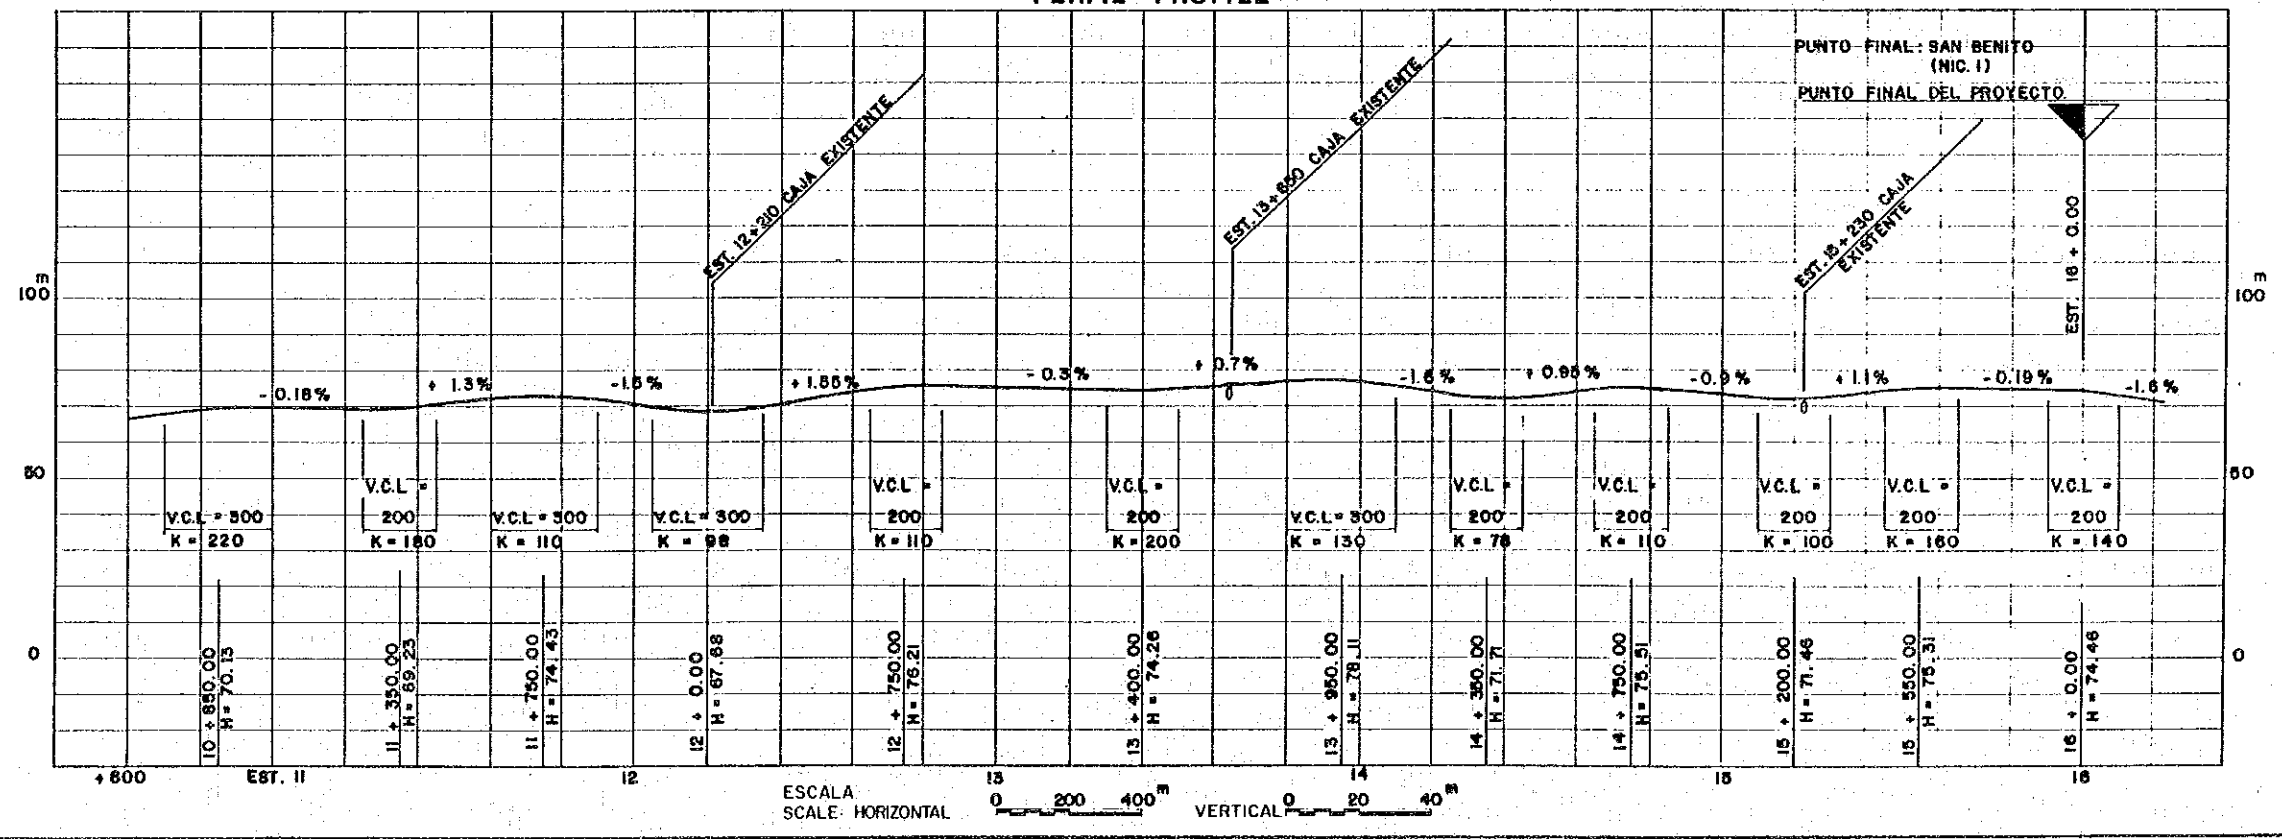 PERFIL PROFILE
PUNTO FINAL: SAN BENITO
(NIC. 1)
PUNTO FINAL DEL PROYECTO
EST. 12+210 CAJA EXISTENTE
EST. 13+650 CAJA EXISTENTE
EST. 15+230 CAJA
EXISTENTE
EST. 16 + 0.00
m
100
m
100
- 0.18%
+ 1.3%
-1.5%
+1.55%
- 0.3%
+ 0.7%
-1.6%
+ 0.95%
-0.9%
+1.1%
-0.19%
-1.6%
50
50
V.C.L = 300
K = 220
V.C.L =
200
K = 180
V.C.L = 300
K = 110
V.C.L = 300
K = 98
V.C.L =
200
K = 110
V.C.L =
200
K = 200
V.C.L = 300
K = 130
V.C.L =
200
K = 78
V.C.L =
200
K = 110
V.C.L =
200
K = 100
V.C.L =
200
K = 160
V.C.L =
200
K = 140
0
0
10 + 850.00
H = 70.13
11 + 350.00
H = 69.23
11 + 750.00
H = 74.43
12 + 0.00
H = 67.68
12 + 750.00
H = 76.21
13 + 400.00
H = 74.26
13 + 950.00
H = 78.11
14 + 350.00
H = 71.71
14 + 750.00
H = 75.51
15 + 200.00
H = 71.46
15 + 550.00
H = 75.31
16 + 0.00
H = 74.46
+600
EST. 11
12
13
14
15
16
ESCALA
SCALE: HORIZONTAL
0 200 400 m
VERTICAL
0 20 40 m